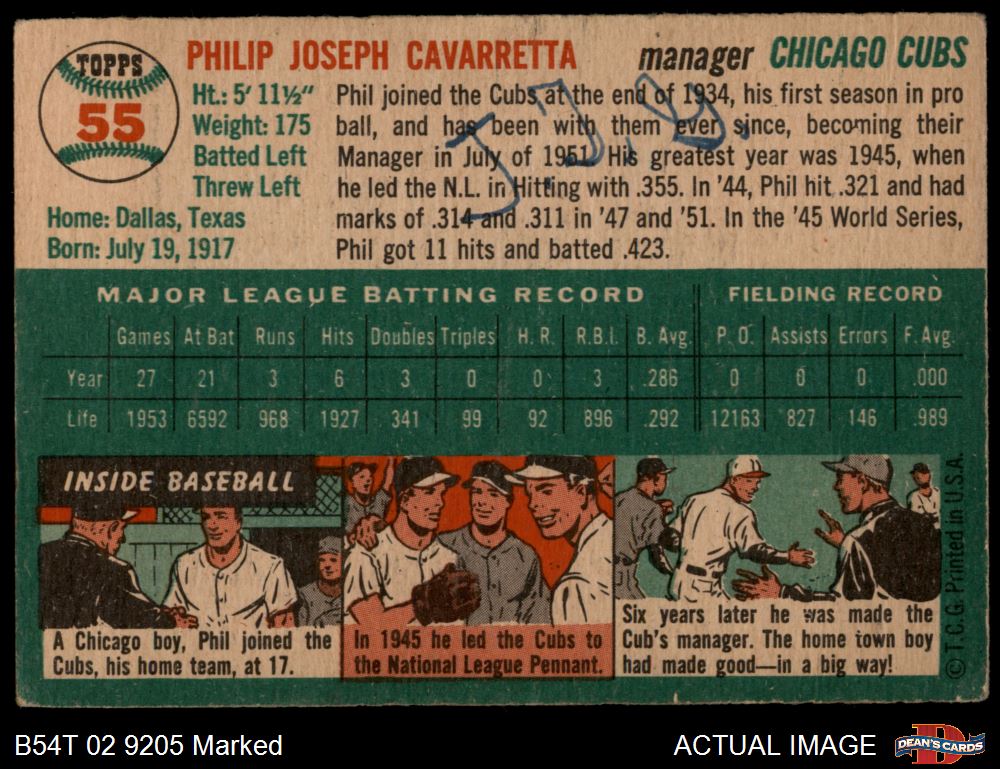 TOPPS
55
PHILIP JOSEPH CAVARRETTA manager CHICAGO CUBS
Ht.: 5' 11½"
Weight: 175
Batted Left
Threw Left
Home: Dallas, Texas
Born: July 19, 1917
Phil joined the Cubs at the end of 1934, his first season in pro
ball, and has been with them ever since, becoming their
Manager in July of 1951. His greatest year was 1945, when
he led the N.L. in Hitting with .355. In '44, Phil hit .321 and had
marks of .314 and .311 in '47 and '51. In the '45 World Series,
Phil got 11 hits and batted .423.
MAJOR LEAGUE BATTING RECORD FIELDING RECORD
Games At Bat Runs Hits Doubles Triples H. R. R.B.I. B. Avg. P. O. Assists Errors F. Avg.
Year 27 21 3 6 3 0 0 3 .286 0 0 0 .000
Life 1953 6592 968 1927 341 99 92 896 .292 12163 827 146 .989
INSIDE BASEBALL
A Chicago boy, Phil joined the
Cubs, his home team, at 17.
In 1945 he led the Cubs to
the National League Pennant.
Six years later he was made the
Cub's manager. The home town boy
had made good—in a big way!
© T.C.G. Printed in U.S.A.
B54T 02 9205 Marked
ACTUAL IMAGE
DEAN'S CARDS